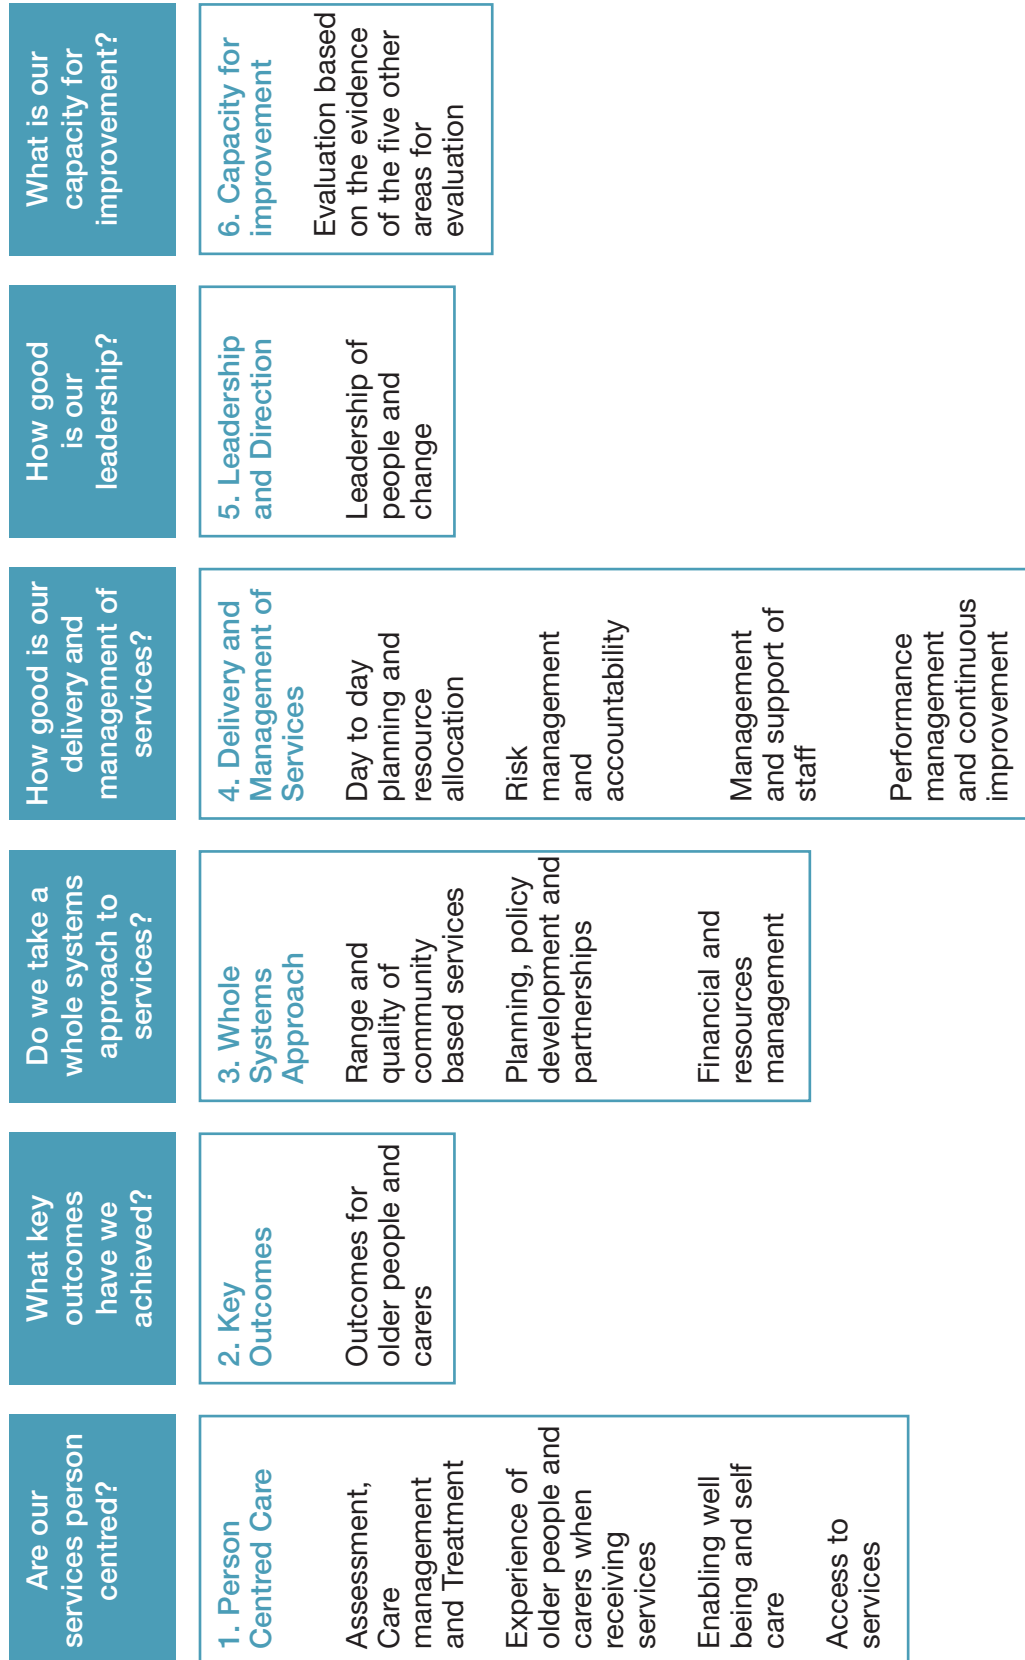 Are our
services person
centred?
What key
outcomes
have we
achieved?
Do we take a
whole systems
approach to
services?
How good is our
delivery and
management of
services?
How good
is our
leadership?
What is our
capacity for
improvement?
1. Person
Centred Care
Assessment,
Care
management
and Treatment
Experience of
older people and
carers when
receiving
services
Enabling well
being and self
care
Access to
services
2. Key
Outcomes
Outcomes for
older people and
carers
3. Whole
Systems
Approach
Range and
quality of
community
based services
Planning, policy
development and
partnerships
Financial and
resources
management
4. Delivery and
Management of
Services
Day to day
planning and
resource
allocation
Risk
management
and
accountability
Management
and support of
staff
Performance
management
and continuous
improvement
5. Leadership
and Direction
Leadership of
people and
change
6. Capacity for
improvement
Evaluation based
on the evidence
of the five other
areas for
evaluation